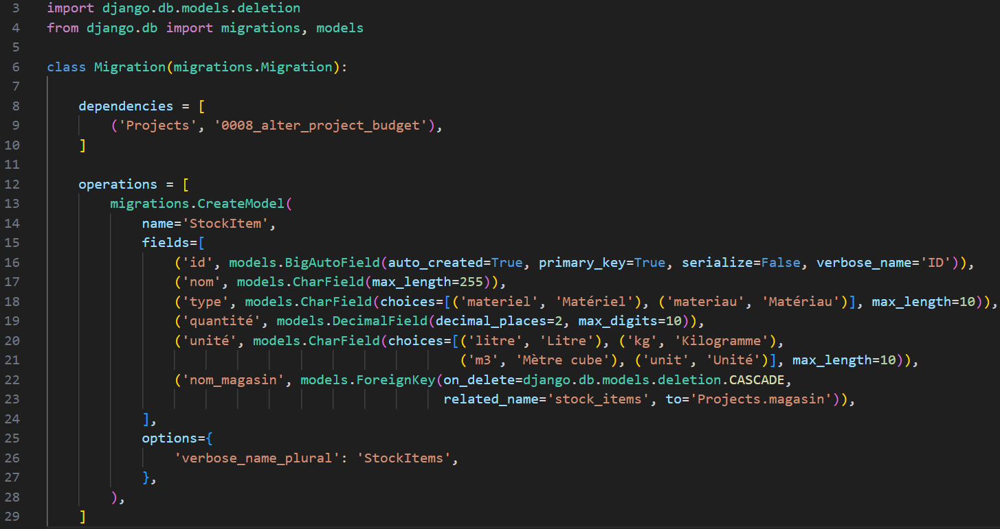 3 import django.db.models.deletion
4 from django.db import migrations, models
5
6 class Migration(migrations.Migration):
7
8     dependencies = [
9         ('Projects', '0008_alter_project_budget'),
10     ]
11
12     operations = [
13         migrations.CreateModel(
14             name='StockItem',
15             fields=[
16                 ('id', models.BigAutoField(auto_created=True, primary_key=True, serialize=False, verbose_name='ID')),
17                 ('nom', models.CharField(max_length=255)),
18                 ('type', models.CharField(choices=[('materiel', 'Matériel'), ('materiau', 'Matériau')], max_length=10)),
19                 ('quantité', models.DecimalField(decimal_places=2, max_digits=10)),
20                 ('unité', models.CharField(choices=[('litre', 'Litre'), ('kg', 'Kilogramme'),
21                                                     ('m3', 'Mètre cube'), ('unit', 'Unité')], max_length=10)),
22                 ('nom_magasin', models.ForeignKey(on_delete=django.db.models.deletion.CASCADE,
23                                                   related_name='stock_items', to='Projects.magasin')),
24             ],
25             options={
26                 'verbose_name_plural': 'StockItems',
27             },
28         ),
29     ]